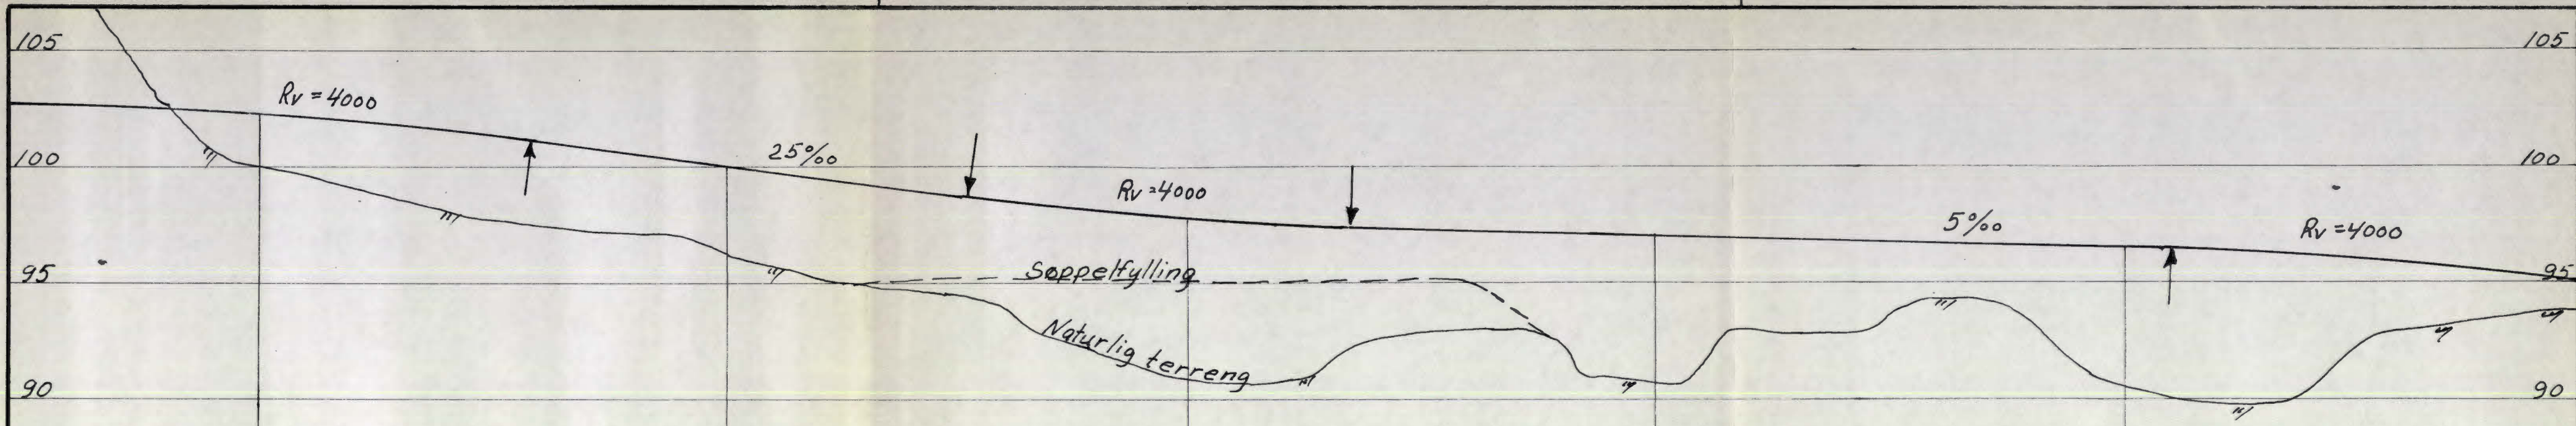 105 105
Rv = 4000
100 25‰ 100
Rv = 4000
5‰ Rv = 4000
95 Søppelfylling 95
Naturlig terreng
90 90